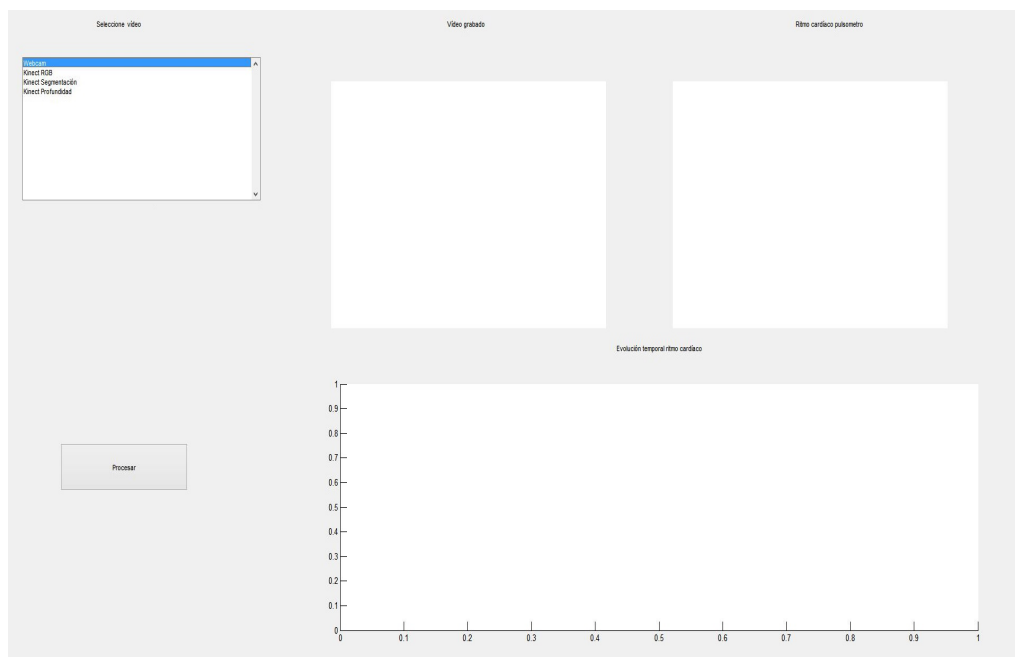 Seleccione vídeo
Vídeo grabado
Ritmo cardíaco pulsometro
Webcam
Kinect RGB
Kinect Segmentación
Kinect Profundidad
Evolución temporal ritmo cardíaco
Procesar
1
0.9
0.8
0.7
0.6
0.5
0.4
0.3
0.2
0.1
0
0 0.1 0.2 0.3 0.4 0.5 0.6 0.7 0.8 0.9 1